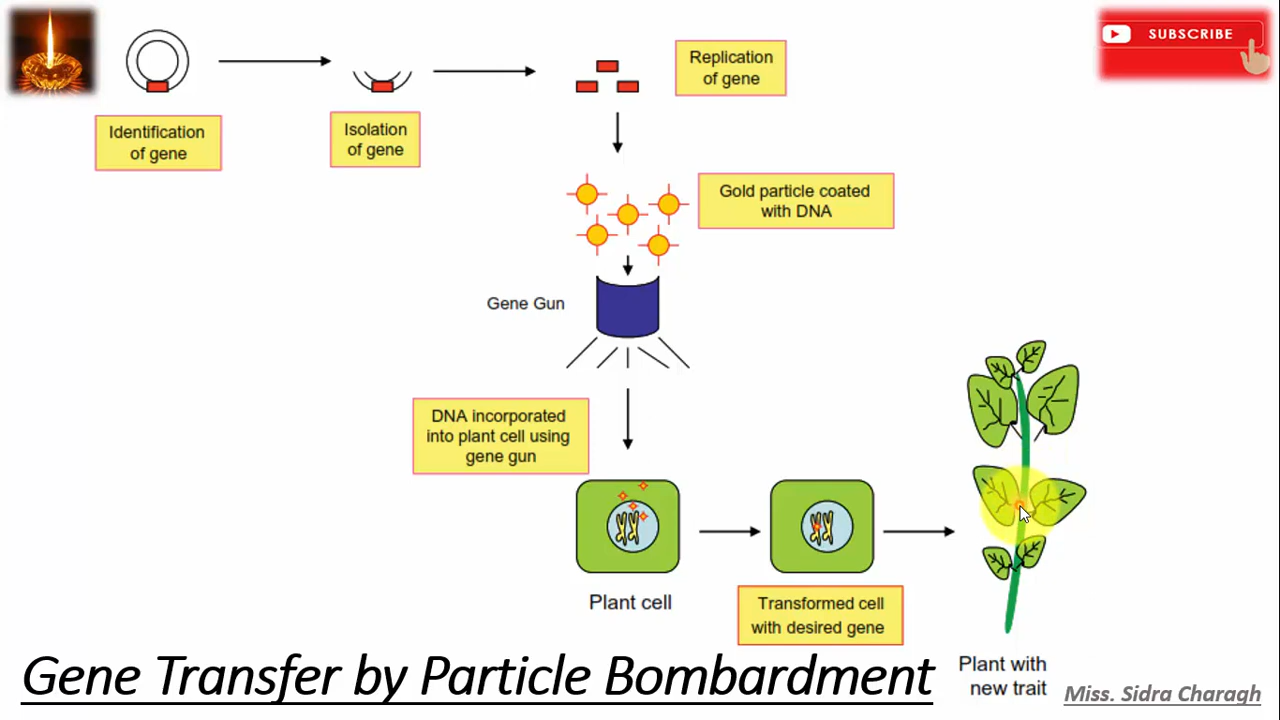 SUBSCRIBE
Replication
of gene
Identification
of gene
Isolation
of gene
Gold particle coated
with DNA
Gene Gun
DNA incorporated
into plant cell using
gene gun
Plant cell
Transformed cell
with desired gene
Plant with
new trait
Gene Transfer by Particle Bombardment
Miss. Sidra Charagh